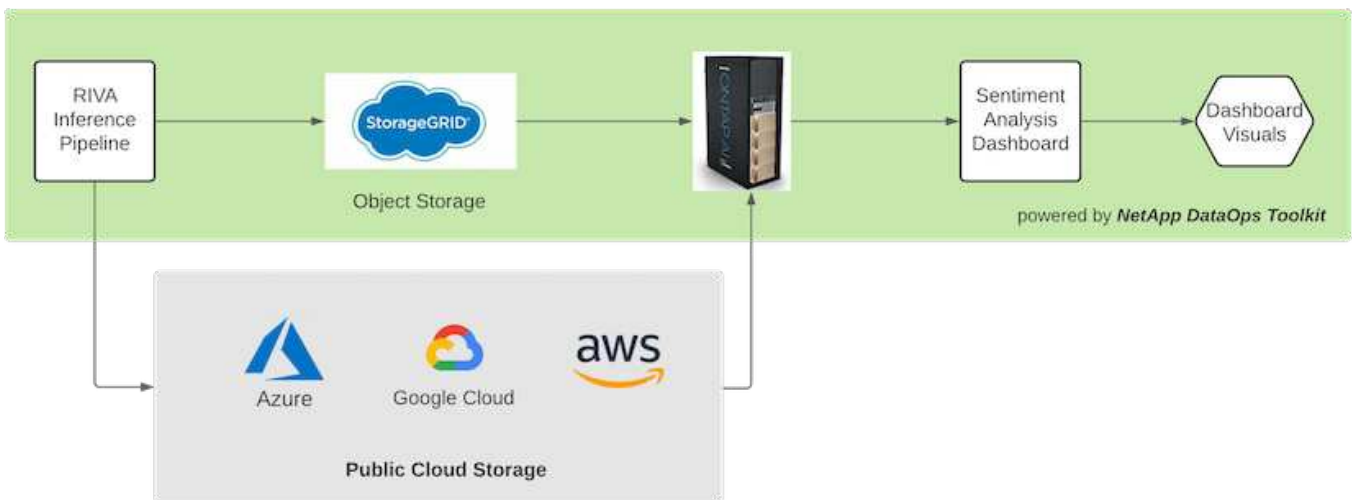 RIVA
Inference
Pipeline
StorageGRID®
Object Storage
Sentiment
Analysis
Dashboard
Dashboard
Visuals
powered by NetApp DataOps Toolkit
Azure
Google Cloud
aws
Public Cloud Storage